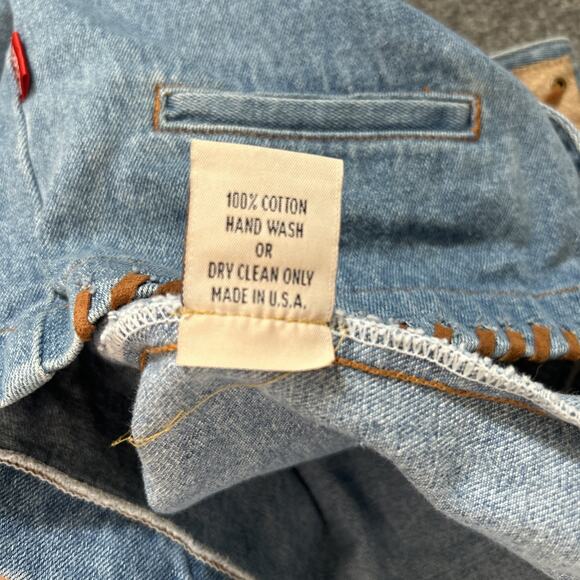 100% COTTON
HAND WASH
OR
DRY CLEAN ONLY
MADE IN U.S.A.